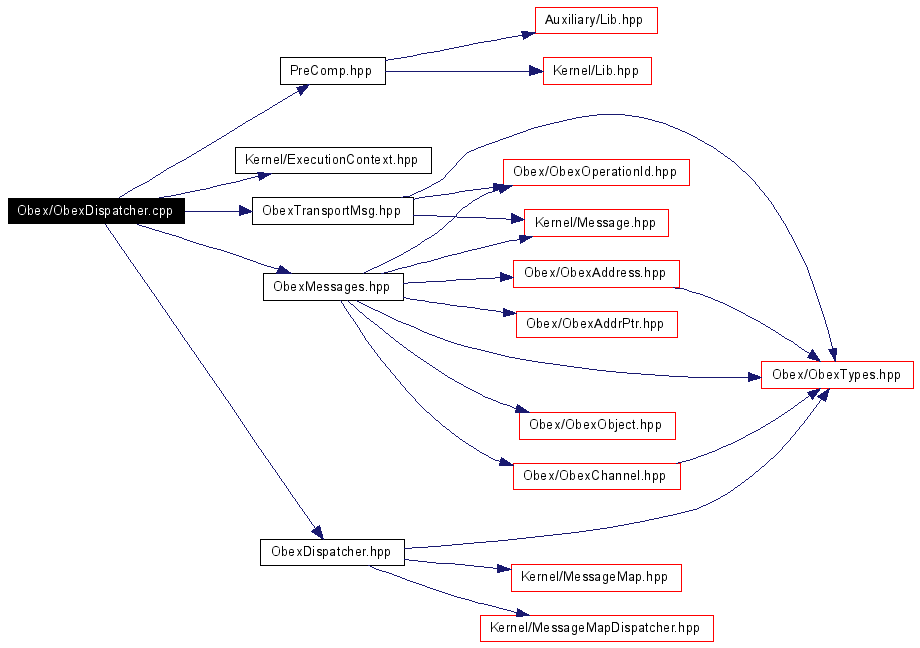 Auxiliary/Lib.hpp
PreComp.hpp
Kernel/Lib.hpp
Kernel/ExecutionContext.hpp
Obex/ObexOperationId.hpp
Obex/ObexDispatcher.cpp
ObexTransportMsg.hpp
Kernel/Message.hpp
Obex/ObexAddress.hpp
ObexMessages.hpp
Obex/ObexAddrPtr.hpp
Obex/ObexTypes.hpp
Obex/ObexObject.hpp
Obex/ObexChannel.hpp
ObexDispatcher.hpp
Kernel/MessageMap.hpp
Kernel/MessageMapDispatcher.hpp